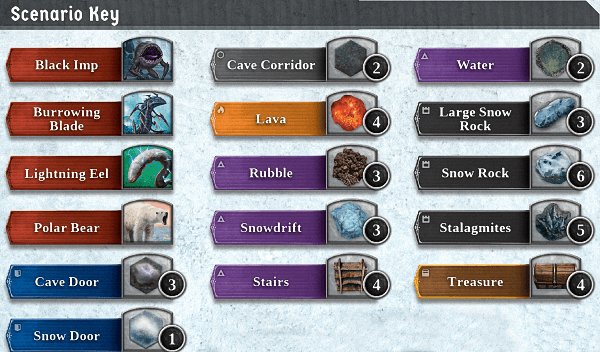 Scenario Key
Black Imp
Burrowing
Blade
Lightning Eel
Polar Bear
Cave Door 3
Snow Door 1
Cave Corridor 2
Lava 4
Rubble 3
Snowdrift 3
Stairs 4
Water 2
Large Snow
Rock 3
Snow Rock 6
Stalagmites 5
Treasure 4